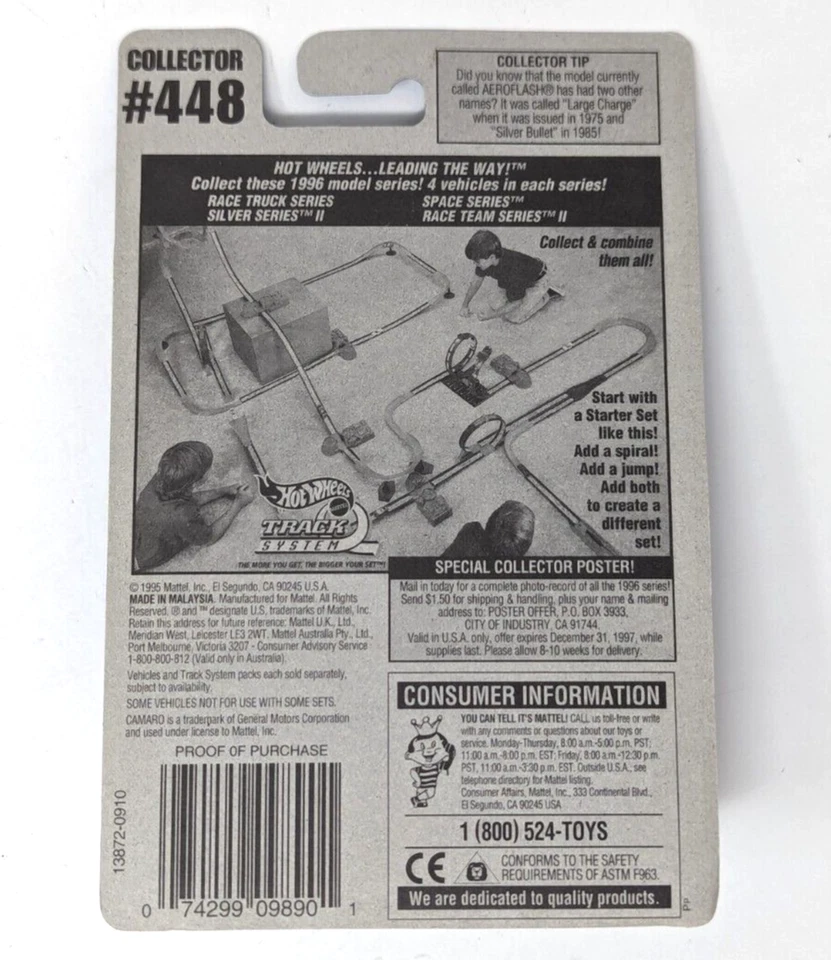 COLLECTOR
#448
COLLECTOR TIP
Did you know that the model currently
called AEROFLASH® has had two other
names? It was called "Large Charge"
when it was issued in 1975 and
"Silver Bullet" in 1985!
HOT WHEELS...LEADING THE WAY!™
Collect these 1996 model series! 4 vehicles in each series!
RACE TRUCK SERIES
SILVER SERIES™ II
SPACE SERIES™
RACE TEAM SERIES™ II
Collect & combine
them all!
Start with
a Starter Set
like this!
Add a spiral!
Add a jump!
Add both
to create a
different
set!
HOT WHEELS
TRACK
SYSTEM
THE MORE YOU GET, THE BIGGER YOUR SET™!
SPECIAL COLLECTOR POSTER!
Mail in today for a complete photo-record of all the 1996 series!
Send $1.50 for shipping & handling, plus your name & mailing
address to: POSTER OFFER, P.O. BOX 3933,
CITY OF INDUSTRY, CA 91744.
Valid in U.S.A. only, offer expires December 31, 1997, while
supplies last. Please allow 8-10 weeks for delivery.
© 1995 Mattel, Inc., El Segundo, CA 90245 U.S.A.
MADE IN MALAYSIA. Manufactured for Mattel. All Rights
Reserved. ® and ™ designate U.S. trademarks of Mattel, Inc.
Retain this address for future reference: Mattel U.K., Ltd.,
Meridian West, Leicester LE3 2WT. Mattel Australia Pty., Ltd.,
Port Melbourne, Victoria 3207 - Consumer Advisory Service
1-800-800-812 (Valid only in Australia).
Vehicles and Track System packs each sold separately,
subject to availability.
SOME VEHICLES NOT FOR USE WITH SOME SETS.
CAMARO is a trademark of General Motors Corporation
and used under license to Mattel, Inc.
PROOF OF PURCHASE
13872-0910
0 74299 09890 1
CONSUMER INFORMATION
YOU CAN TELL IT'S MATTEL! CALL us toll-free or write
with any comments or questions about our toys or
service. Monday-Thursday, 8:00 a.m.-5:00 p.m. PST;
11:00 a.m.-8:00 p.m. EST; Friday, 8:00 a.m.-12:30 p.m.
PST, 11:00 a.m.-3:30 p.m. EST. Outside U.S.A., see
telephone directory for Mattel listing.
Consumer Affairs, Mattel, Inc., 333 Continental Blvd.,
El Segundo, CA 90245 USA
1 (800) 524-TOYS
CE
CONFORMS TO THE SAFETY
REQUIREMENTS OF ASTM F963.
We are dedicated to quality products.
Pp